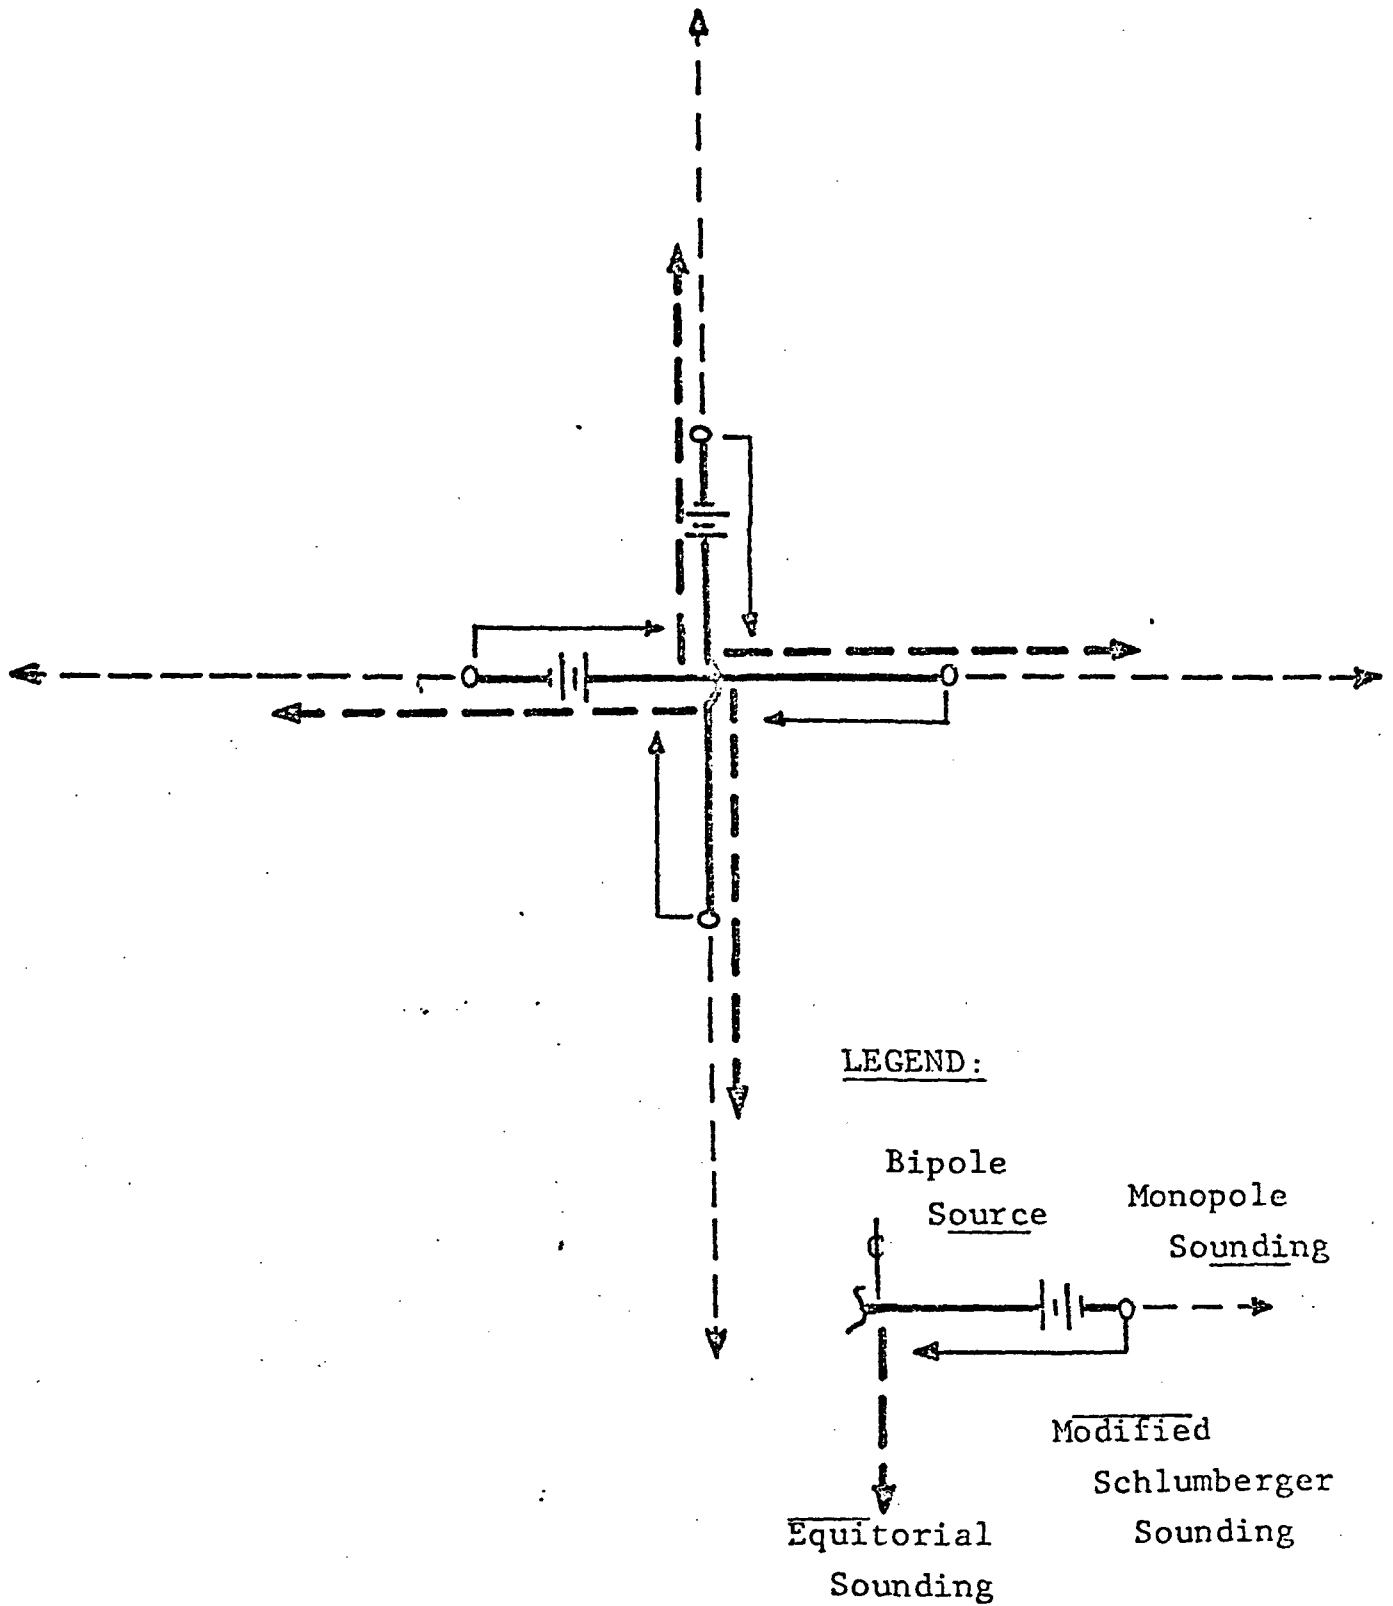 LEGEND:
Bipole
Source
Monopole
Sounding
Modified
Schlumberger
Sounding
Equitorial
Sounding